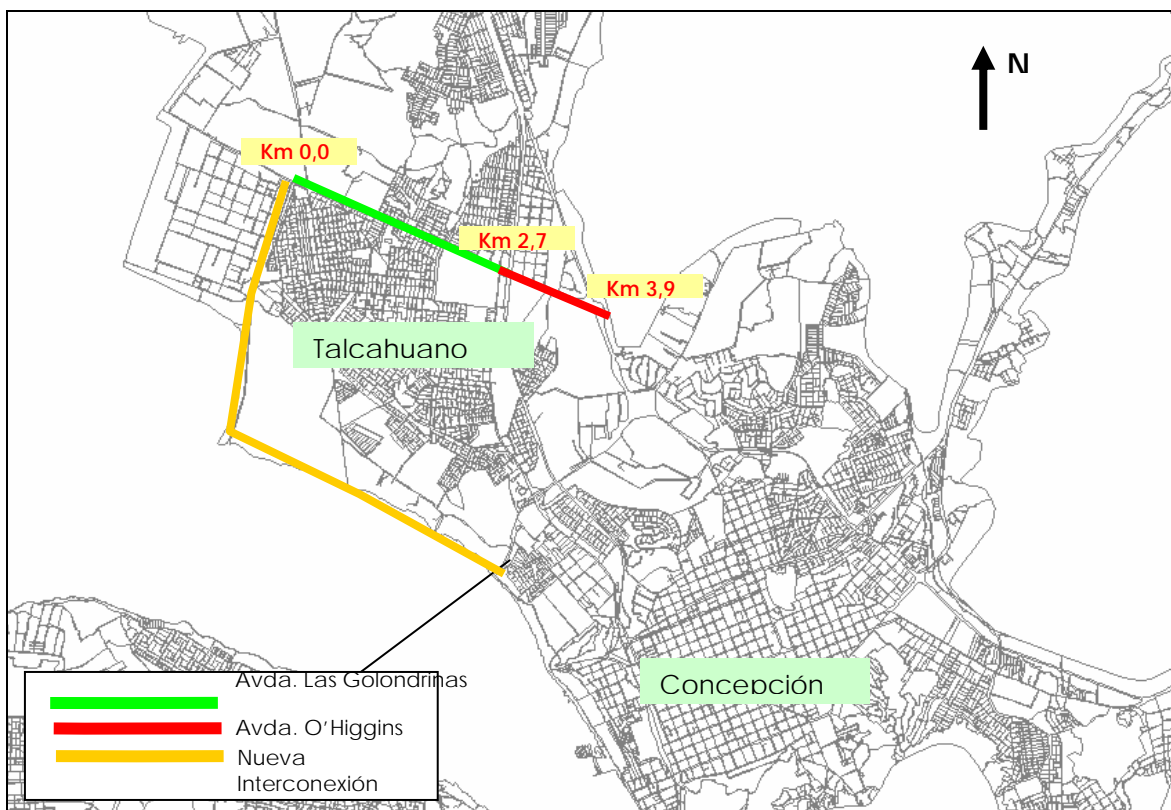 N
Km 0,0
Km 2,7
Km 3,9
Talcahuano
Concepción
Avda. Las Golondrinas
Avda. O'Higgins
Nueva
Interconexión